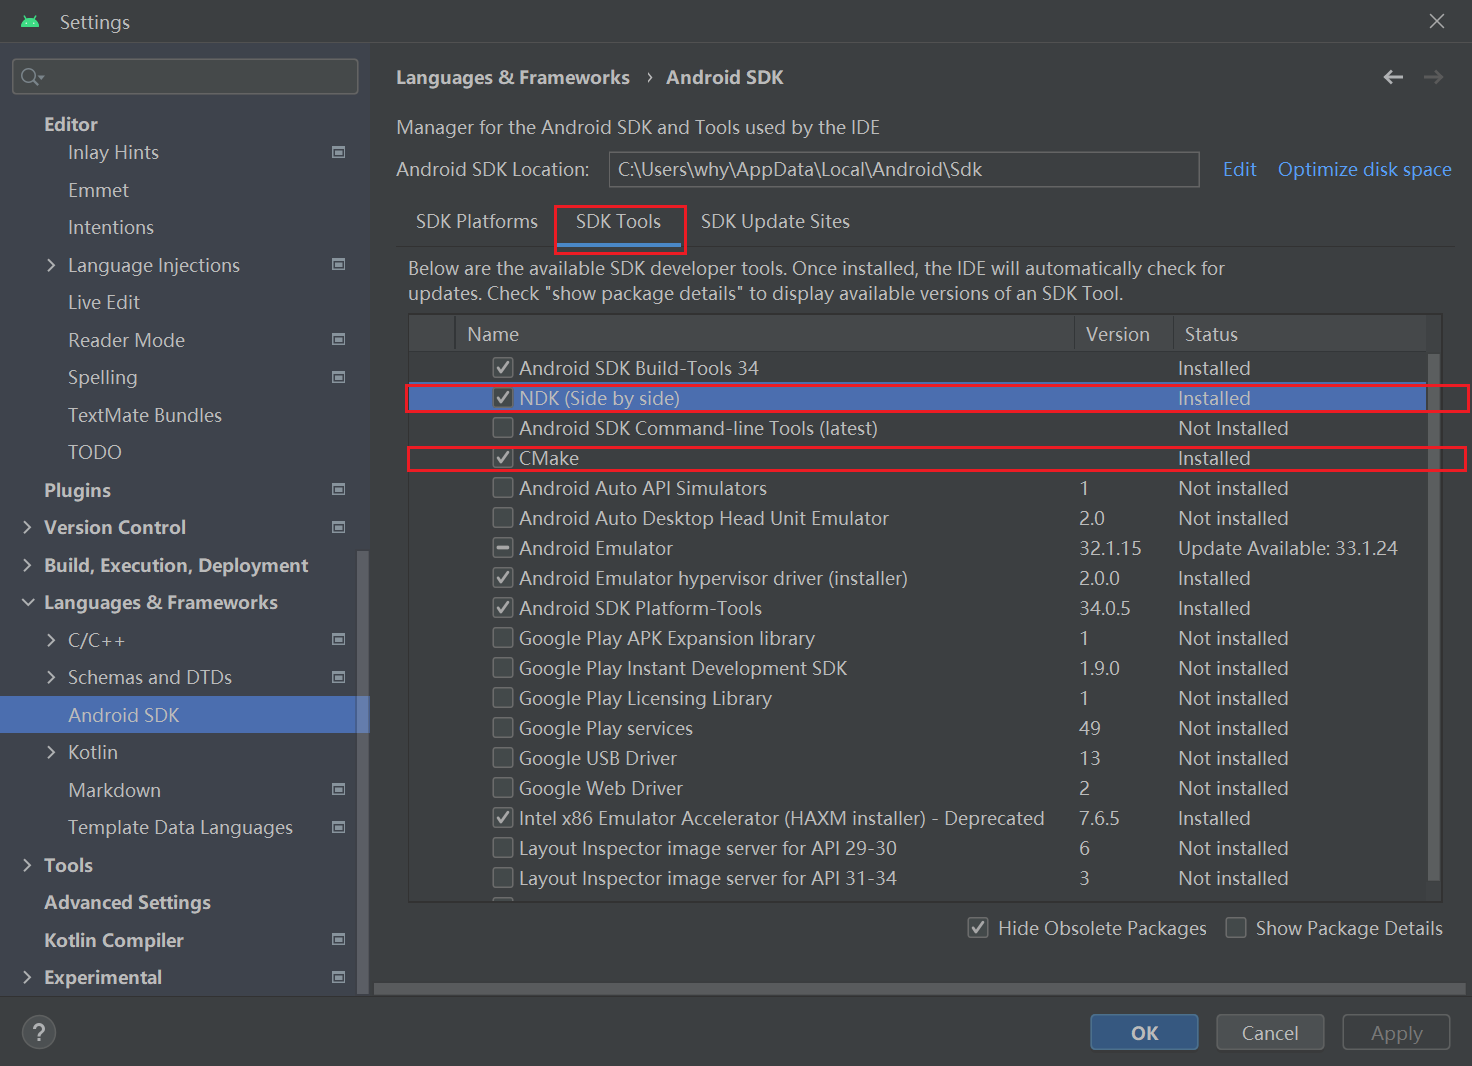 Settings
Editor
Inlay Hints
Emmet
Intentions
Language Injections
Live Edit
Reader Mode
Spelling
TextMate Bundles
TODO
Plugins
Version Control
Build, Execution, Deployment
Languages & Frameworks
C/C++
Schemas and DTDs
Android SDK
Kotlin
Markdown
Template Data Languages
Tools
Advanced Settings
Kotlin Compiler
Experimental
Languages & Frameworks › Android SDK
Manager for the Android SDK and Tools used by the IDE
Android SDK Location: C:\Users\why\AppData\Local\Android\Sdk Edit Optimize disk space
SDK Platforms SDK Tools SDK Update Sites
Below are the available SDK developer tools. Once installed, the IDE will automatically check for
updates. Check "show package details" to display available versions of an SDK Tool.
Name Version Status
Android SDK Build-Tools 34 Installed
NDK (Side by side) Installed
Android SDK Command-line Tools (latest) Not Installed
CMake Installed
Android Auto API Simulators 1 Not installed
Android Auto Desktop Head Unit Emulator 2.0 Not installed
Android Emulator 32.1.15 Update Available: 33.1.24
Android Emulator hypervisor driver (installer) 2.0.0 Installed
Android SDK Platform-Tools 34.0.5 Installed
Google Play APK Expansion library 1 Not installed
Google Play Instant Development SDK 1.9.0 Not installed
Google Play Licensing Library 1 Not installed
Google Play services 49 Not installed
Google USB Driver 13 Not installed
Google Web Driver 2 Not installed
Intel x86 Emulator Accelerator (HAXM installer) - Deprecated 7.6.5 Installed
Layout Inspector image server for API 29-30 6 Not installed
Layout Inspector image server for API 31-34 3 Not installed
Hide Obsolete Packages Show Package Details
? OK Cancel Apply